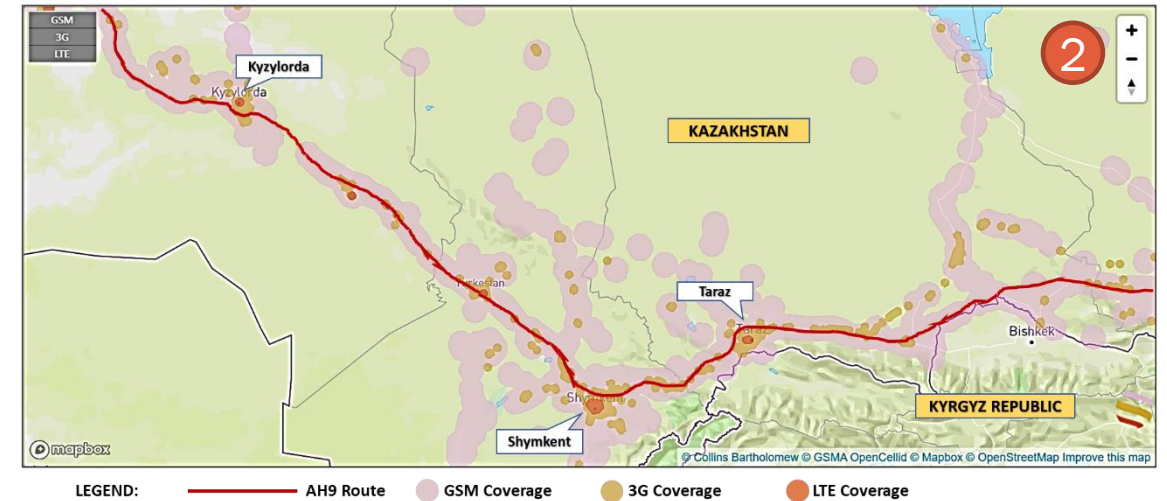 GSM
3G
LTE
2
+
−
Kyzylorda
Kyzylorda
KAZAKHSTAN
Turkestan
Taraz
Taraz
Bishkek
Shymkent
KYRGYZ REPUBLIC
Shymkent
mapbox
© Collins Bartholomew © GSMA OpenCellid © Mapbox © OpenStreetMap Improve this map
LEGEND: AH9 Route GSM Coverage 3G Coverage LTE Coverage